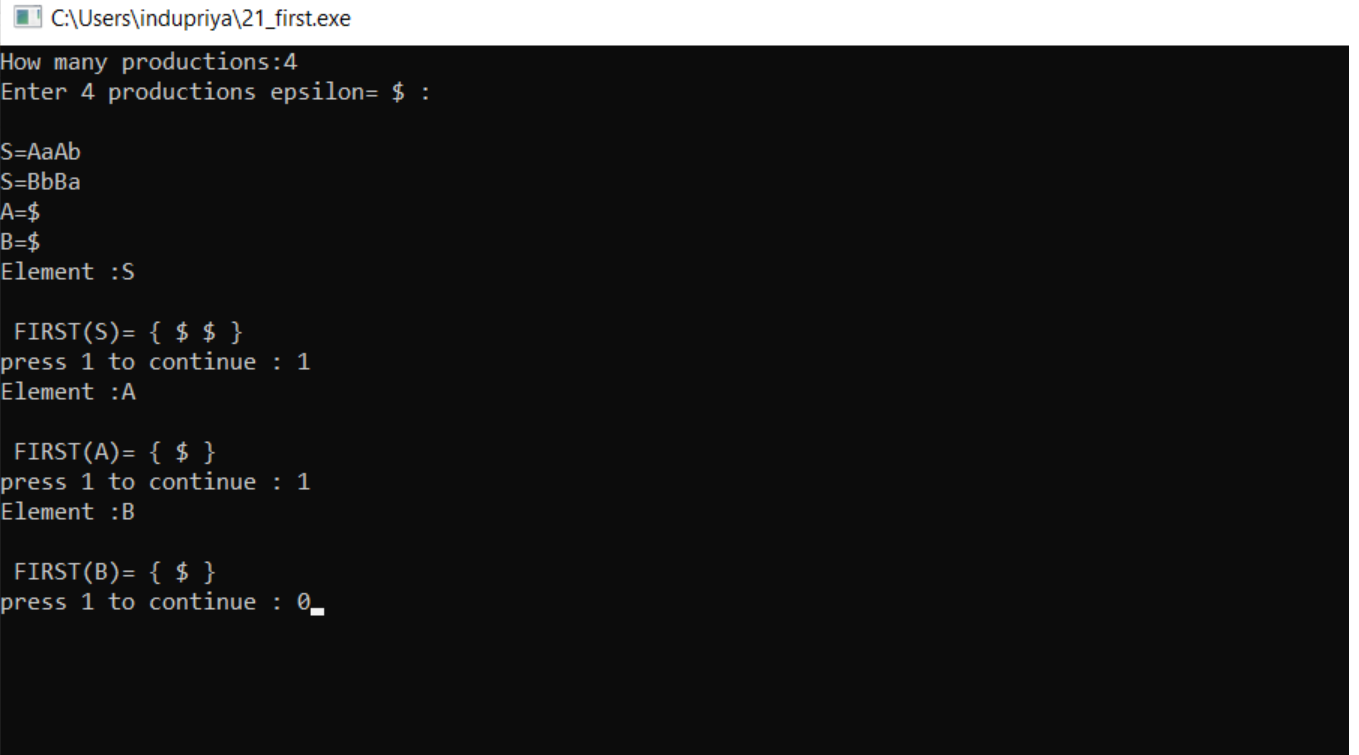 C:\Users\indupriya\21_first.exe
How many productions:4
Enter 4 productions epsilon= $ :
S=AaAb
S=BbBa
A=$
B=$
Element :S
FIRST(S)= { $ $ }
press 1 to continue : 1
Element :A
FIRST(A)= { $ }
press 1 to continue : 1
Element :B
FIRST(B)= { $ }
press 1 to continue : 0